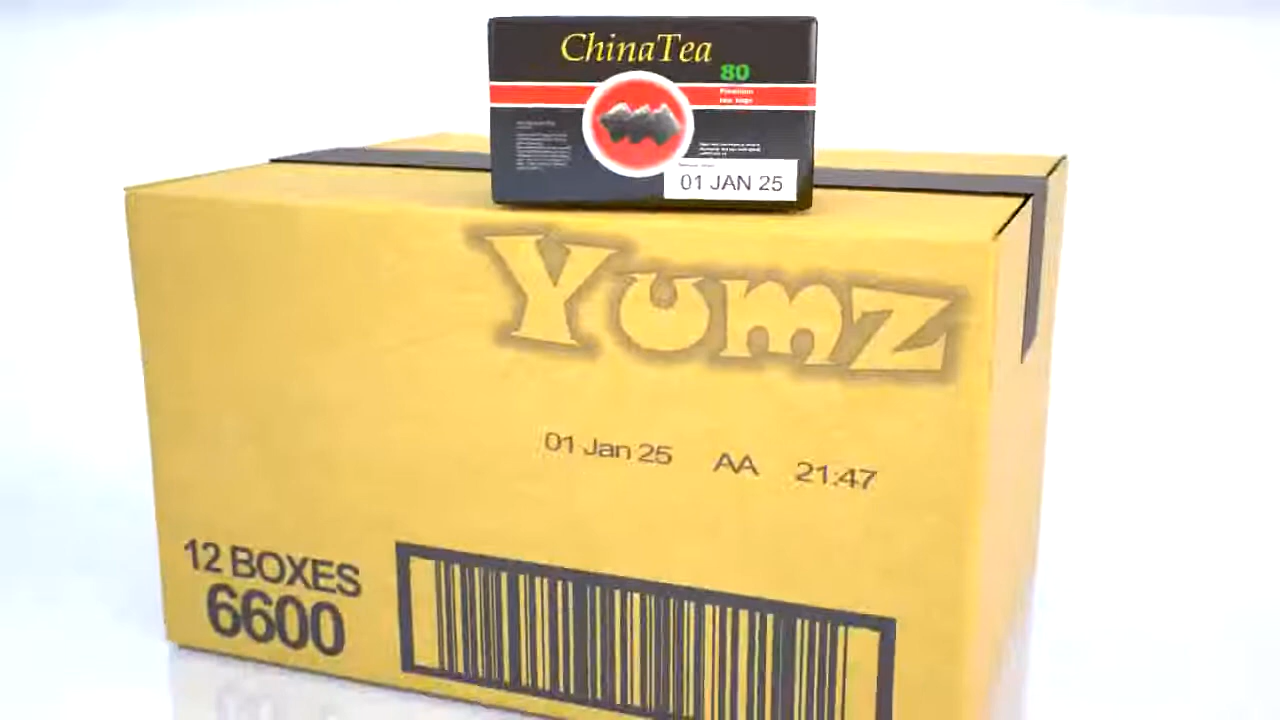 ChinaTea
80
Premium
tea bags
01 JAN 25
Yumz
01 Jan 25 AA 21:47
12 BOXES
6600